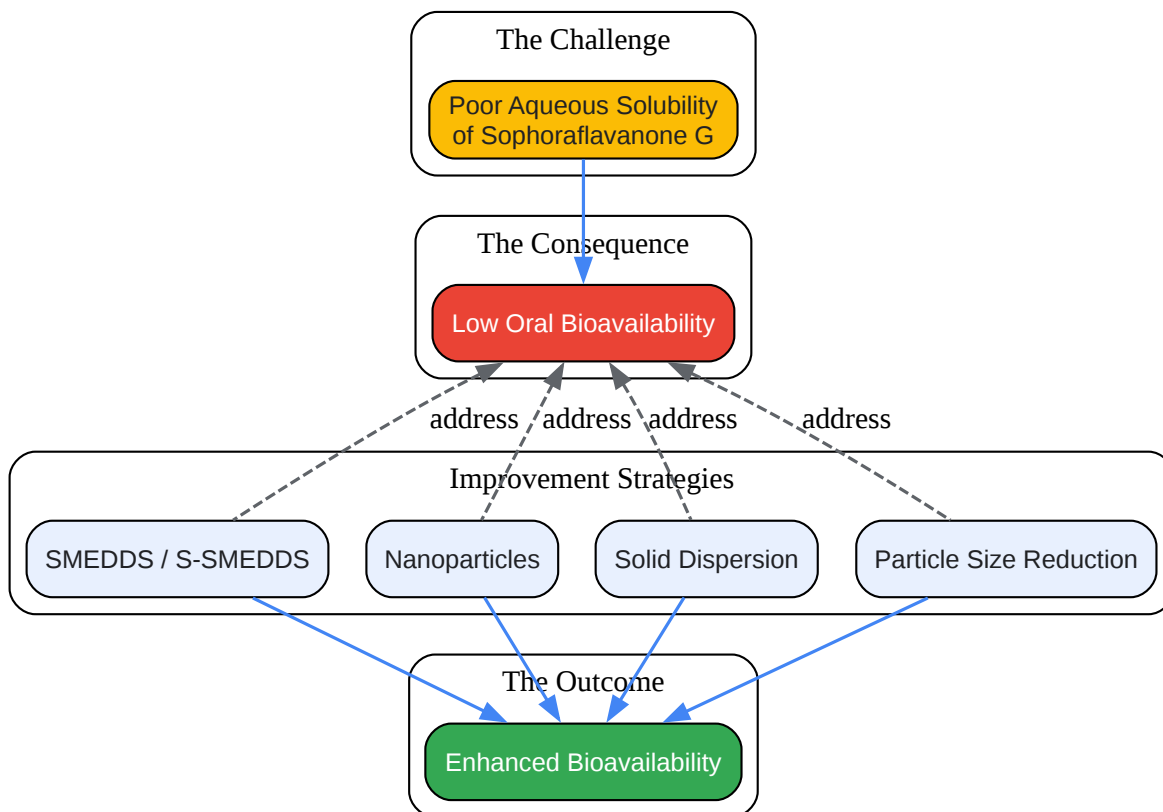 The Challenge
Poor Aqueous Solubility
of Sophoraflavanone G
The Consequence
Low Oral Bioavailability
address address address address
Improvement Strategies
SMEDDS / S-SMEDDS
Nanoparticles
Solid Dispersion
Particle Size Reduction
The Outcome
Enhanced Bioavailability